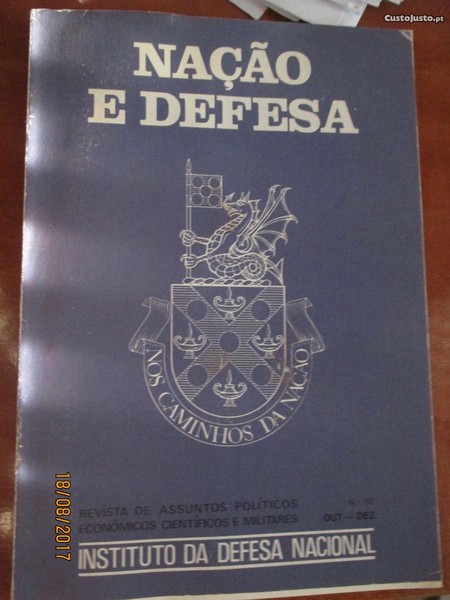 CustoJusto.pt
NAÇÃO
E DEFESA
NOS CAMINHOS DA NAÇÃO
REVISTA DE ASSUNTOS POLÍTICOS
ECONÓMICOS CIENTÍFICOS E MILITARES
N.º
OUT — DEZ
INSTITUTO DA DEFESA NACIONAL
18/08/2017